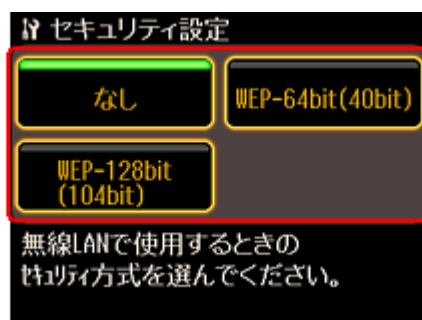 セキュリティ設定
なし
WEP-64bit(40bit)
WEP-128bit
(104bit)
無線LANで使用するときの
ｾｷｭﾘﾃｨ方式を選んでください。